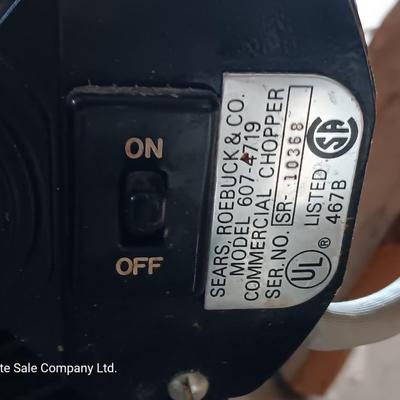 ON
OFF
SEARS, ROEBUCK & CO.
MODEL 607-4719
COMMERCIAL CHOPPER
SER. NO. SR- 10368
UL ® LISTED SA
467B
te Sale Company Ltd.